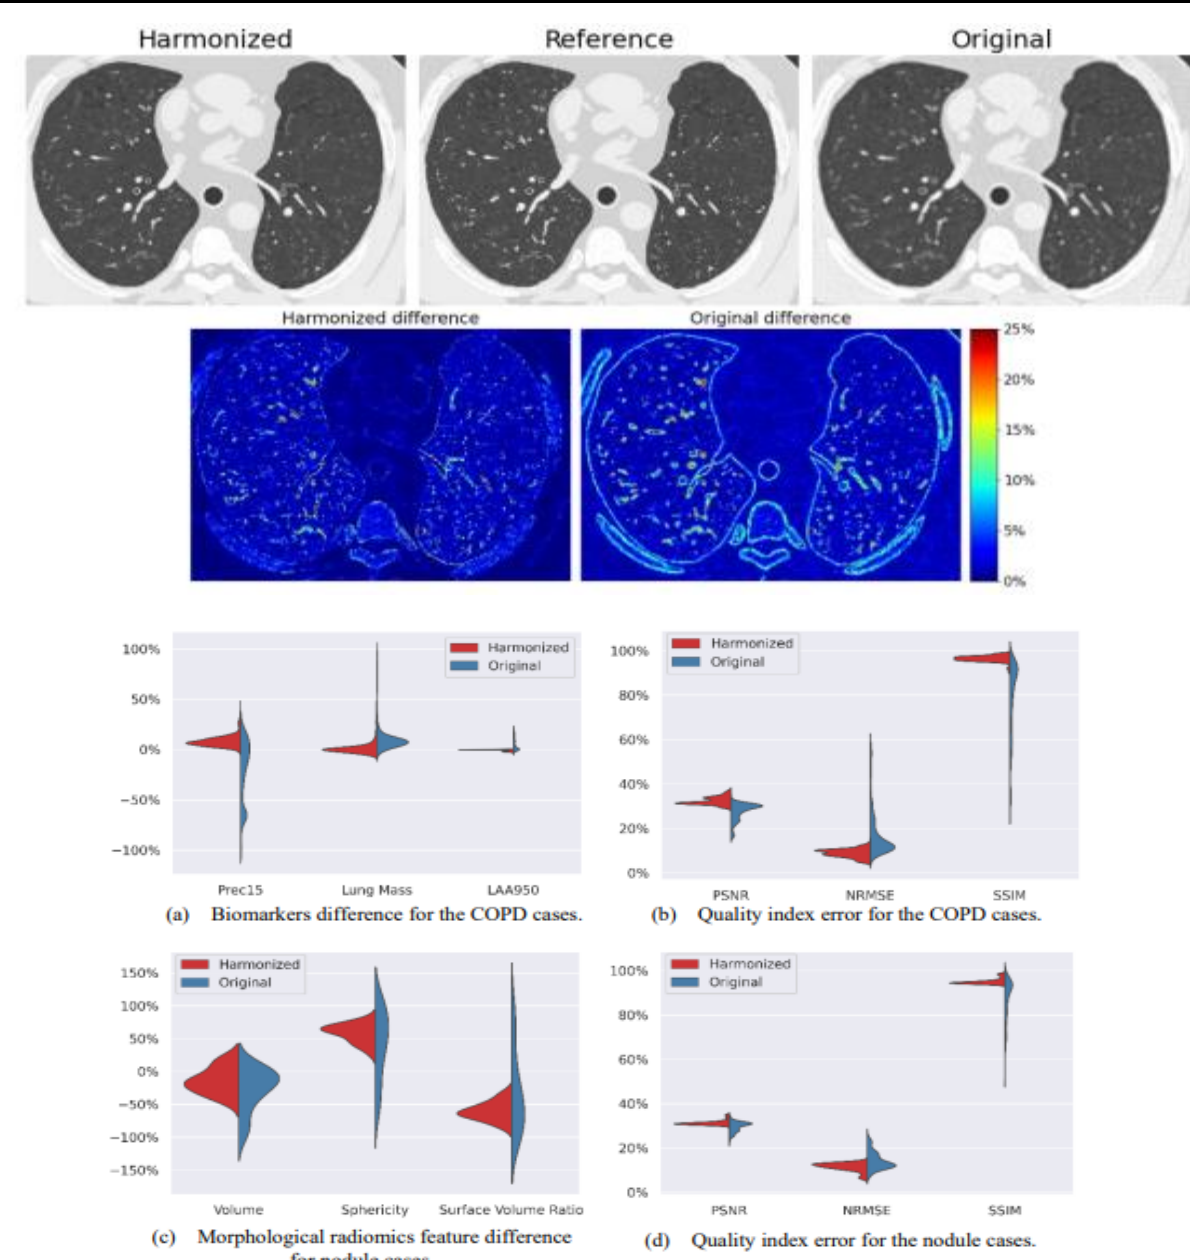 Harmonized Reference Original
Harmonized difference Original difference
25%
20%
15%
10%
5%
0%
100%
50%
0%
−50%
−100%
Harmonized
Original
Prec15 Lung Mass LAA950
(a) Biomarkers difference for the COPD cases.
100%
80%
60%
40%
20%
0%
Harmonized
Original
PSNR NRMSE SSIM
(b) Quality index error for the COPD cases.
150%
100%
50%
0%
−50%
−100%
−150%
Harmonized
Original
Volume Sphericity Surface Volume Ratio
(c) Morphological radiomics feature difference
for nodule cases.
100%
80%
60%
40%
20%
0%
Harmonized
Original
PSNR NRMSE SSIM
(d) Quality index error for the nodule cases.